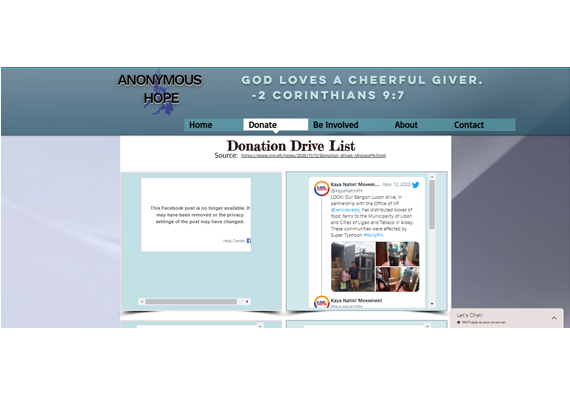 ANONYMOUS
HOPE
GOD LOVES A CHEERFUL GIVER.
-2 CORINTHIANS 9:7
Home Donate Be Involved About Contact
Donation Drive List
Source: https://www.cnn.ph/news/2020/11/13/Donation-drives-UlyssesPH.html
This Facebook post is no longer available. It
may have been removed or the privacy
settings of the post may have changed.
Help Center
Kaya Natin! Movem... - Nov 12, 2020
@KayaNatinPH
LOOK! Our Bangon Luzon drive, in
partnership with the Office of VP
@lenirobredo, has distributed boxes of
food items to the Municipality of Libon
and Cities of Ligao and Tabaco in Albay.
These communities were affected by
Super Typhoon #RollyPH.
Kaya Natin! Movement
@KayaNatinPH
Let's Chat!
We'll reply as soon as we can